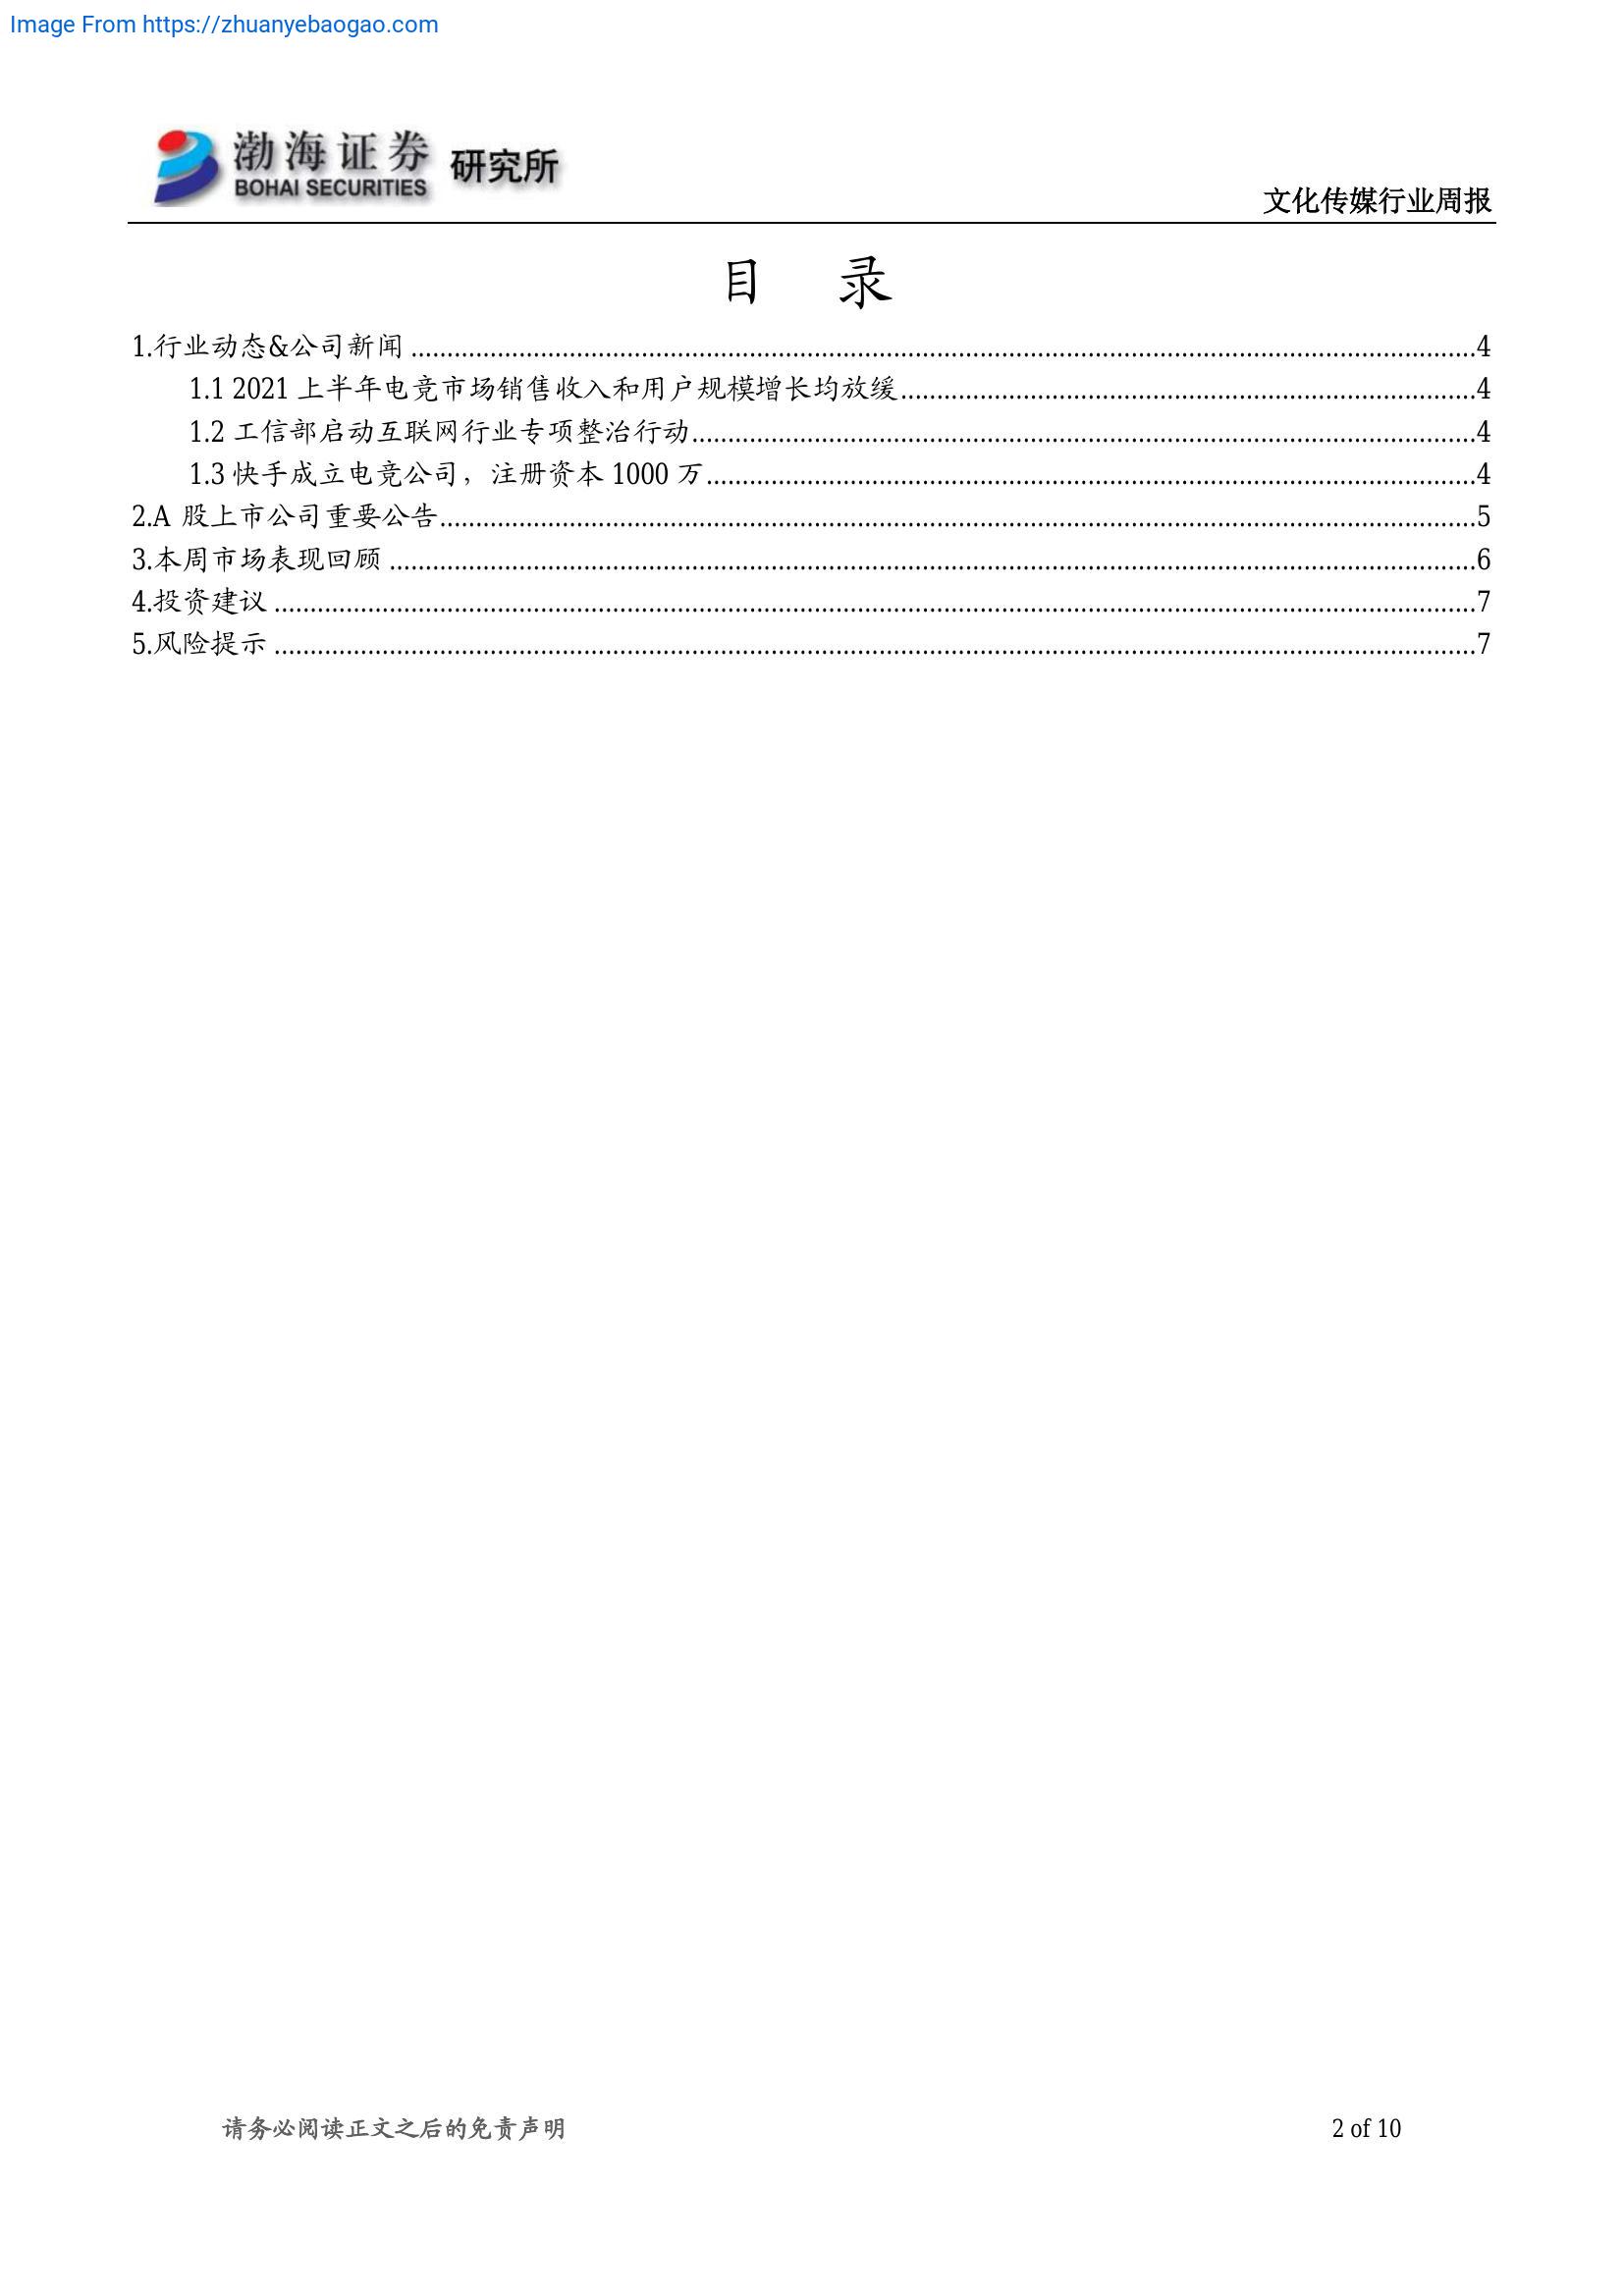 Image From https://zhuanyebaogao.com
渤海证券 研究所
BOHAI SECURITIES
文化传媒行业周报
目 录
1.行业动态&公司新闻 ........................................................ 4
1.1 2021 上半年电竞市场销售收入和用户规模增长均放缓........................................................ 4
1.2 工信部启动互联网行业专项整治行动........................................................ 4
1.3 快手成立电竞公司，注册资本 1000 万........................................................ 4
2.A 股上市公司重要公告........................................................ 5
3.本周市场表现回顾 ........................................................ 6
4.投资建议 ........................................................ 7
5.风险提示 ........................................................ 7
请务必阅读正文之后的免责声明 2 of 10